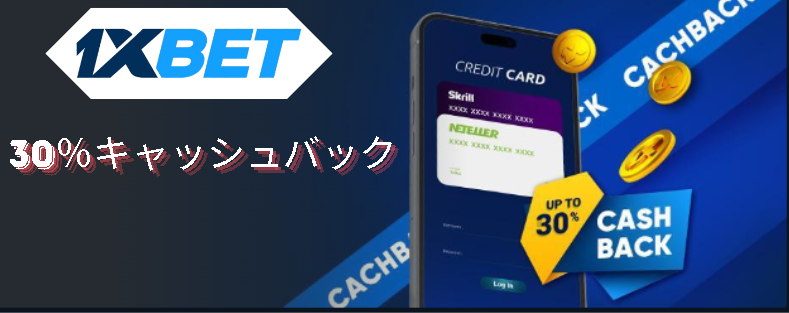 1XBET
30%キャッシュバック
CREDIT CARD
Skrill
XXXX XXXX XXXX XXXX
NETELLER
XXXX XXXX XXXX XXXX
Log in
UP TO
30%
CASH
BACK
CACHBACK
CK
CACHB